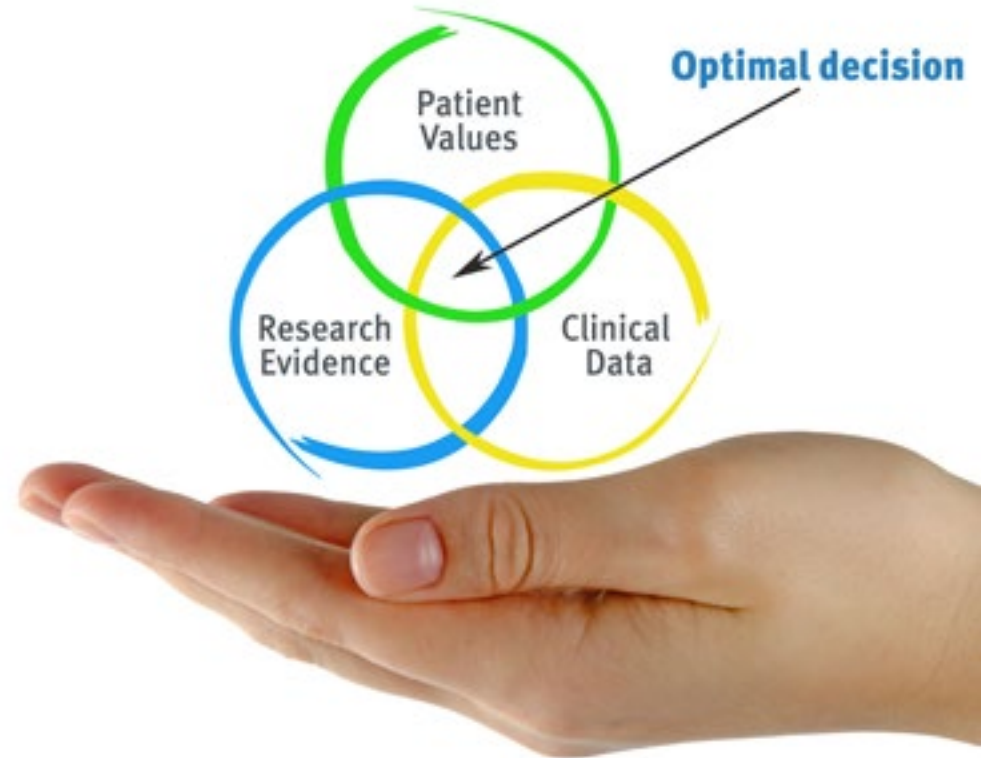 Optimal decision
Patient
Values
Research
Evidence
Clinical
Data